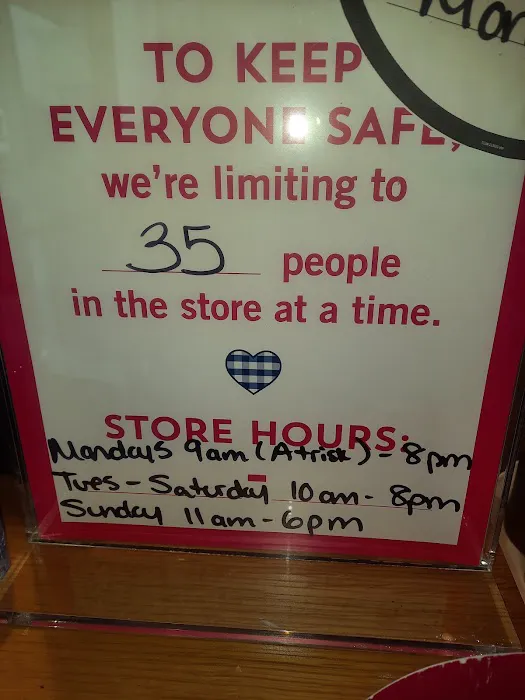 Mar
TO KEEP
EVERYONE SAFE,
we're limiting to
35 people
in the store at a time.
STORE HOURS:
Mondays 9am (Atrisk) - 8pm
Tues - Saturday 10am - 8pm
Sunday 11am - 6pm